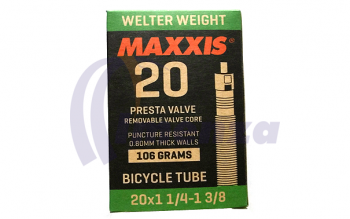 WELTER WEIGHT
MAXXIS®
20
PRESTA VALVE
REMOVABLE VALVE CORE
PUNCTURE RESISTANT
0.80MM THICK WALLS
106 GRAMS
BICYCLE TUBE
20x1 1/4-1 3/8